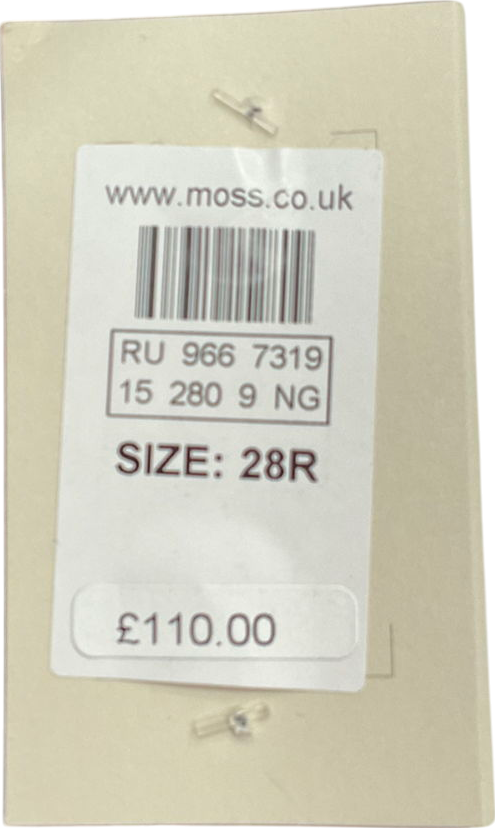 www.moss.co.uk
RU 966 7319
15 280 9 NG
SIZE: 28R
£110.00